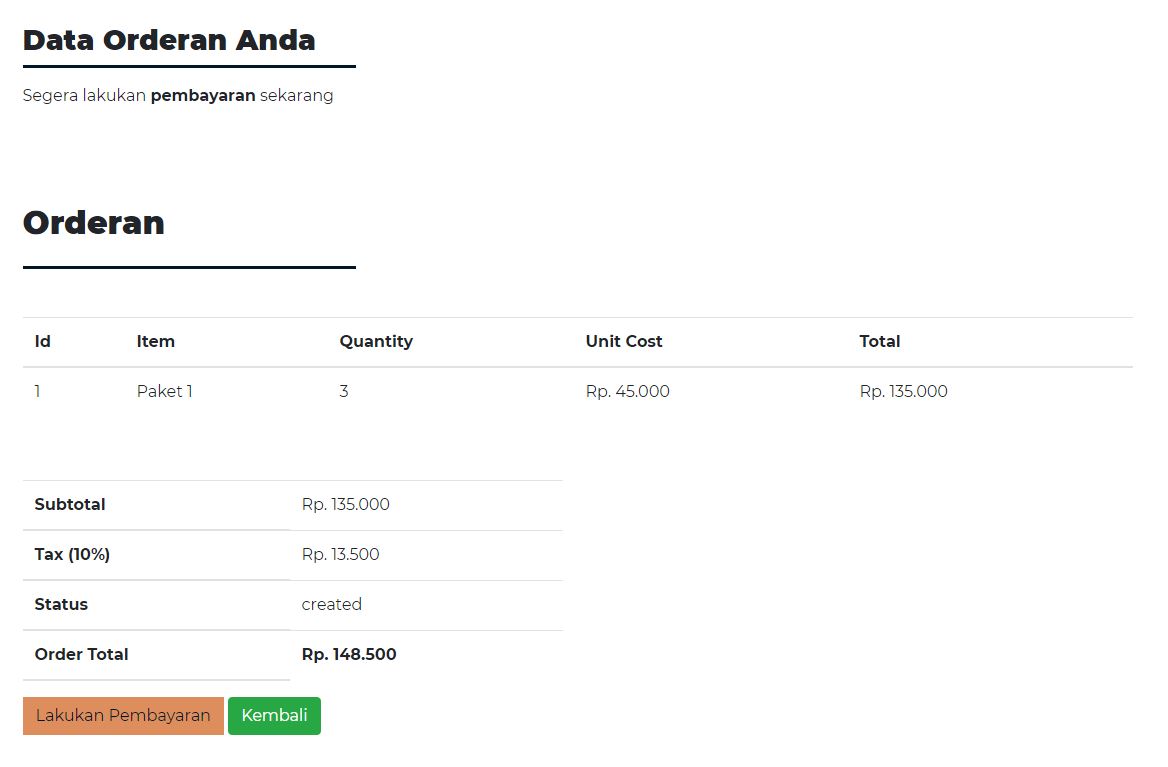 Data Orderan Anda
Segera lakukan pembayaran sekarang
Orderan
Id Item Quantity Unit Cost Total
1 Paket 1 3 Rp. 45.000 Rp. 135.000
Subtotal Rp. 135.000
Tax (10%) Rp. 13.500
Status created
Order Total Rp. 148.500
Lakukan Pembayaran Kembali